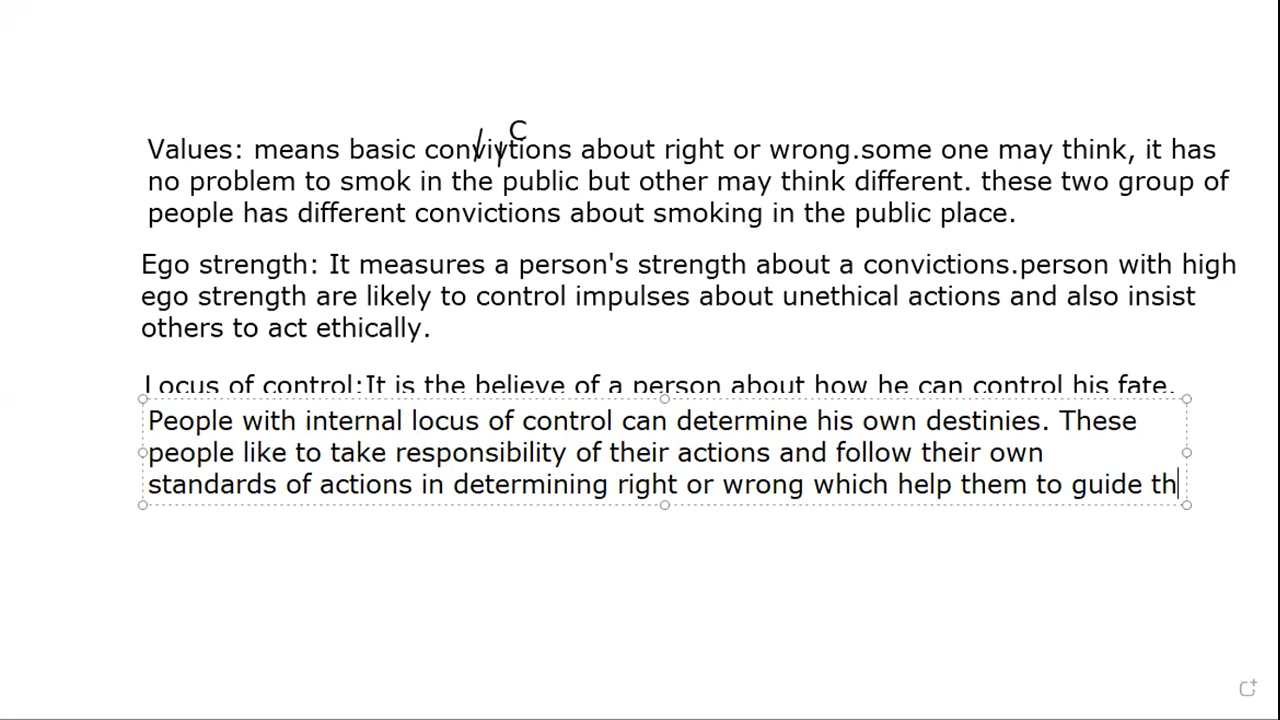 C
Values: means basic convivtions about right or wrong.some one may think, it has
no problem to smok in the public but other may think different. these two group of
people has different convictions about smoking in the public place.
Ego strength: It measures a person's strength about a convictions.person with high
ego strength are likely to control impulses about unethical actions and also insist
others to act ethically.
Locus of control:It is the believe of a person about how he can control his fate.
People with internal locus of control can determine his own destinies. These
people like to take responsibility of their actions and follow their own
standards of actions in determining right or wrong which help them to guide th